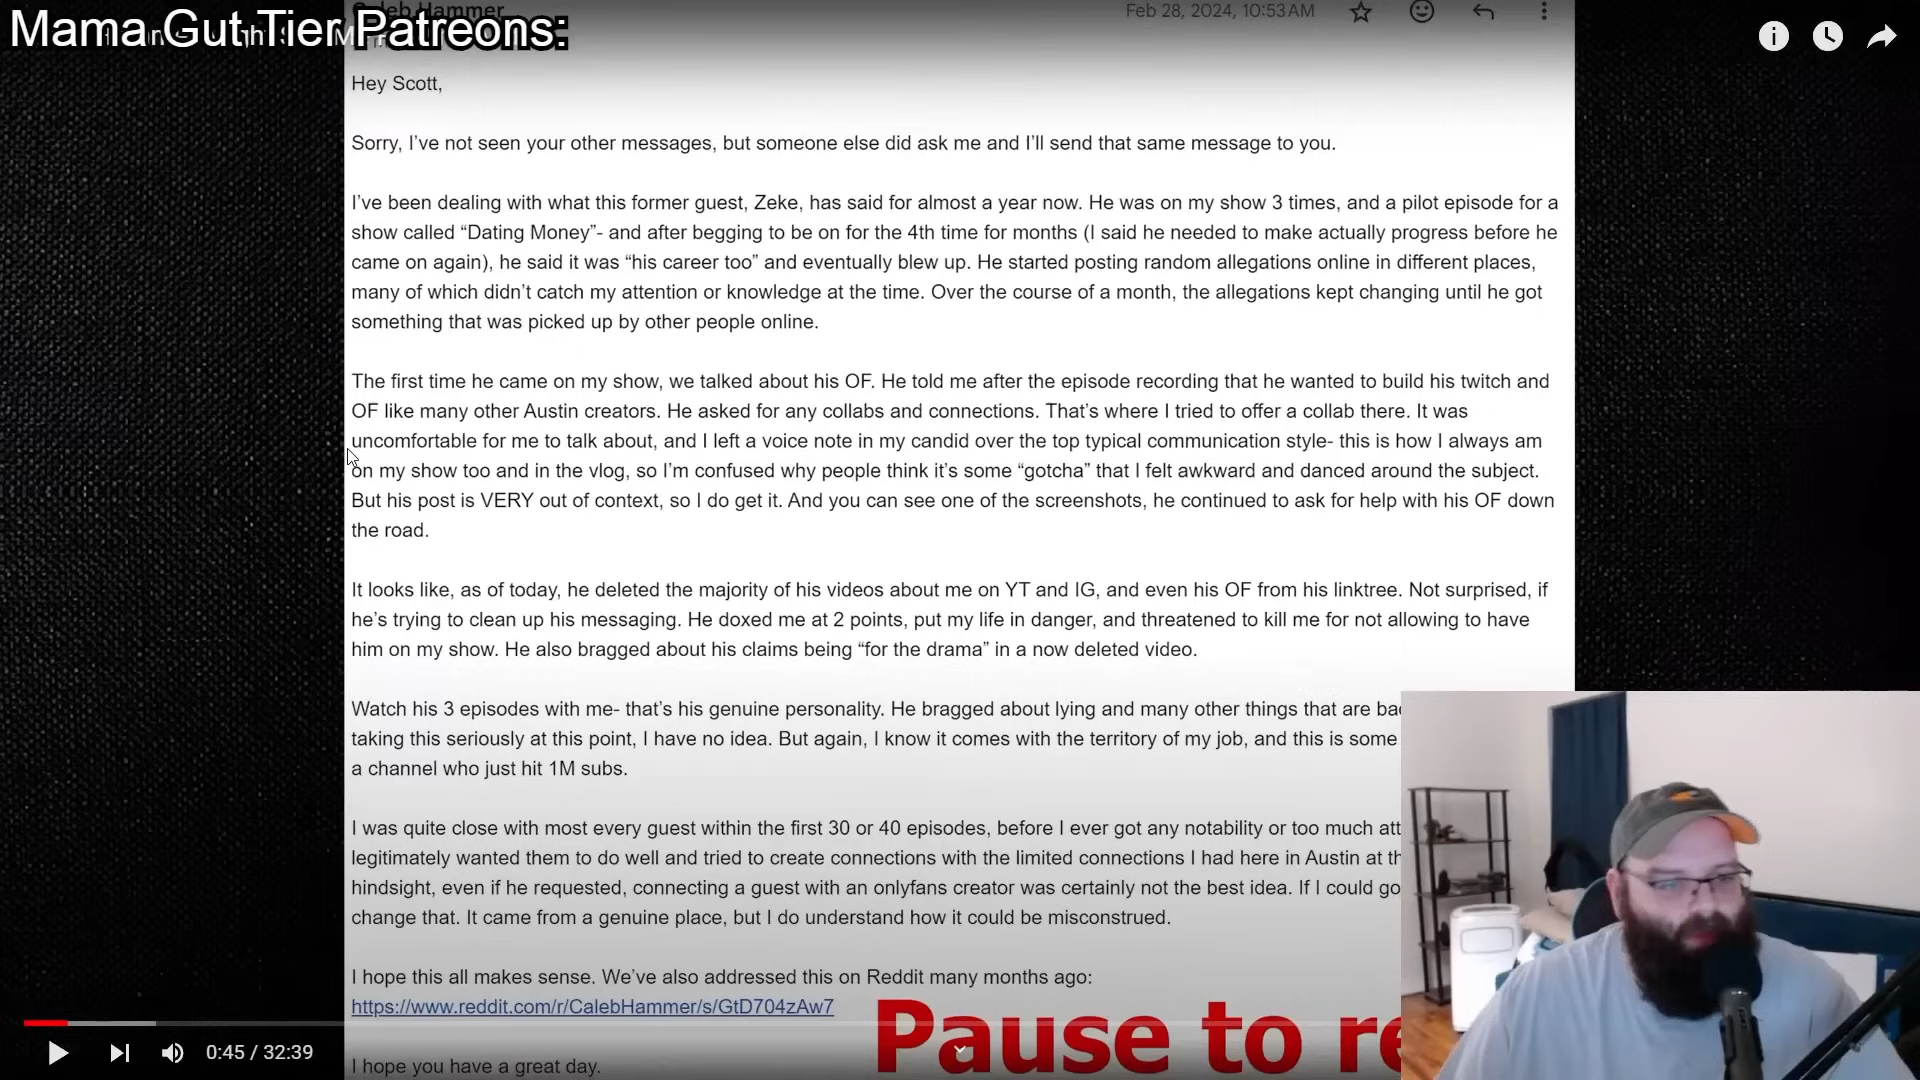 Mama Gut Tier Patreons:
Caleb Hammer
Feb 28, 2024, 10:53 AM
Hey Scott,
Sorry, I've not seen your other messages, but someone else did ask me and I'll send that same message to you.
I've been dealing with what this former guest, Zeke, has said for almost a year now. He was on my show 3 times, and a pilot episode for a
show called “Dating Money”- and after begging to be on for the 4th time for months (I said he needed to make actually progress before he
came on again), he said it was “his career too” and eventually blew up. He started posting random allegations online in different places,
many of which didn't catch my attention or knowledge at the time. Over the course of a month, the allegations kept changing until he got
something that was picked up by other people online.
The first time he came on my show, we talked about his OF. He told me after the episode recording that he wanted to build his twitch and
OF like many other Austin creators. He asked for any collabs and connections. That's where I tried to offer a collab there. It was
uncomfortable for me to talk about, and I left a voice note in my candid over the top typical communication style- this is how I always am
on my show too and in the vlog, so I'm confused why people think it's some “gotcha” that I felt awkward and danced around the subject.
But his post is VERY out of context, so I do get it. And you can see one of the screenshots, he continued to ask for help with his OF down
the road.
It looks like, as of today, he deleted the majority of his videos about me on YT and IG, and even his OF from his linktree. Not surprised, if
he's trying to clean up his messaging. He doxed me at 2 points, put my life in danger, and threatened to kill me for not allowing to have
him on my show. He also bragged about his claims being “for the drama” in a now deleted video.
Watch his 3 episodes with me- that's his genuine personality. He bragged about lying and many other things that are
taking this seriously at this point, I have no idea. But again, I know it comes with the territory of my job, and this is some
a channel who just hit 1M subs.
I was quite close with most every guest within the first 30 or 40 episodes, before I ever got any notability or too much
legitimately wanted them to do well and tried to create connections with the limited connections I had here in Austin at
hindsight, even if he requested, connecting a guest with an onlyfans creator was certainly not the best idea. If I could go
change that. It came from a genuine place, but I do understand how it could be misconstrued.
I hope this all makes sense. We've also addressed this on Reddit many months ago:
https://www.reddit.com/r/CalebHammer/s/GtD704zAw7
Pause to re
I hope you have a great day.
0:45 / 32:39